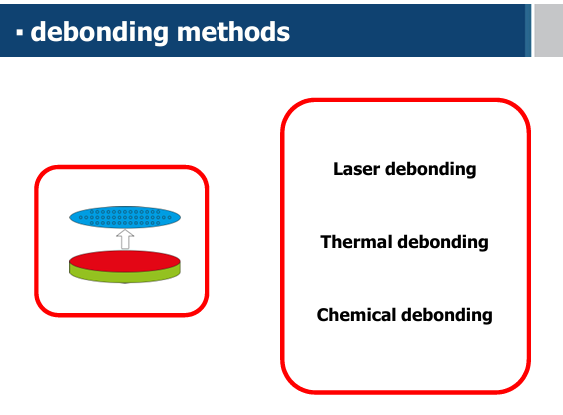 ▪ debonding methods
Laser debonding
Thermal debonding
Chemical debonding